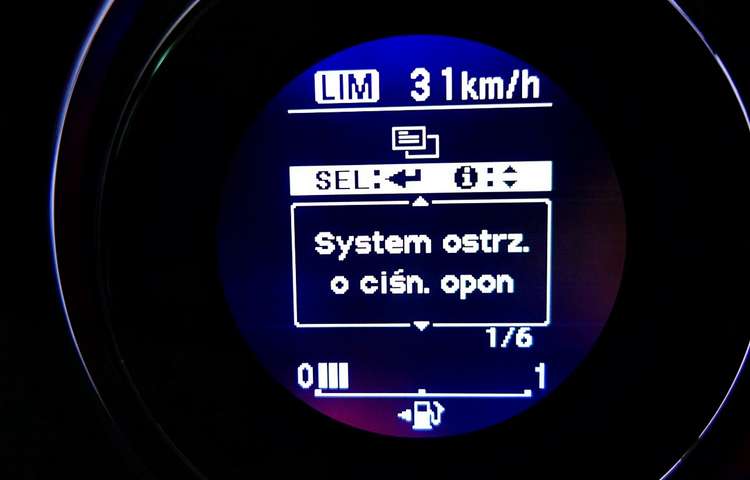 LIM 31km/h
SEL: :
System ostrz.
o ciśn. opon
1/6
0 1